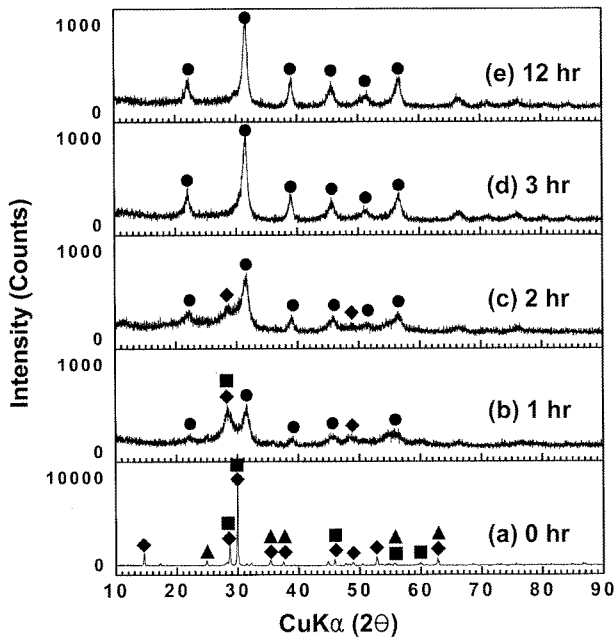 1000
(e) 12 hr
0
1000
(d) 3 hr
0
1000
(c) 2 hr
0
1000
(b) 1 hr
0
10000
(a) 0 hr
0
10 20 30 40 50 60 70 80 90
CuKα (2Θ)
Intensity (Counts)